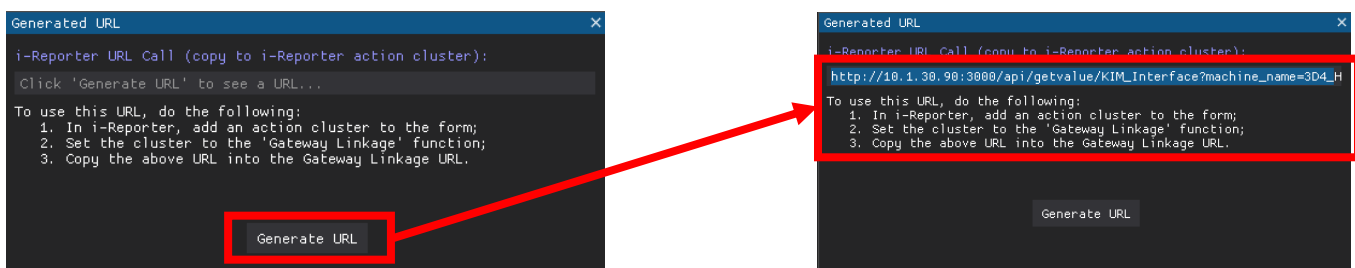 Generated URL ×
i-Reporter URL Call (copy to i-Reporter action cluster):
Click 'Generate URL' to see a URL...
To use this URL, do the following:
1. In i-Reporter, add an action cluster to the form;
2. Set the cluster to the 'Gateway Linkage' function;
3. Copy the above URL into the Gateway Linkage URL.
Generate URL
Generated URL ×
i-Reporter URL Call (copy to i-Reporter action cluster):
http://10.1.30.90:3000/api/getvalue/KIM_Interface?machine_name=3D4_H
To use this URL, do the following:
1. In i-Reporter, add an action cluster to the form;
2. Set the cluster to the 'Gateway Linkage' function;
3. Copy the above URL into the Gateway Linkage URL.
Generate URL